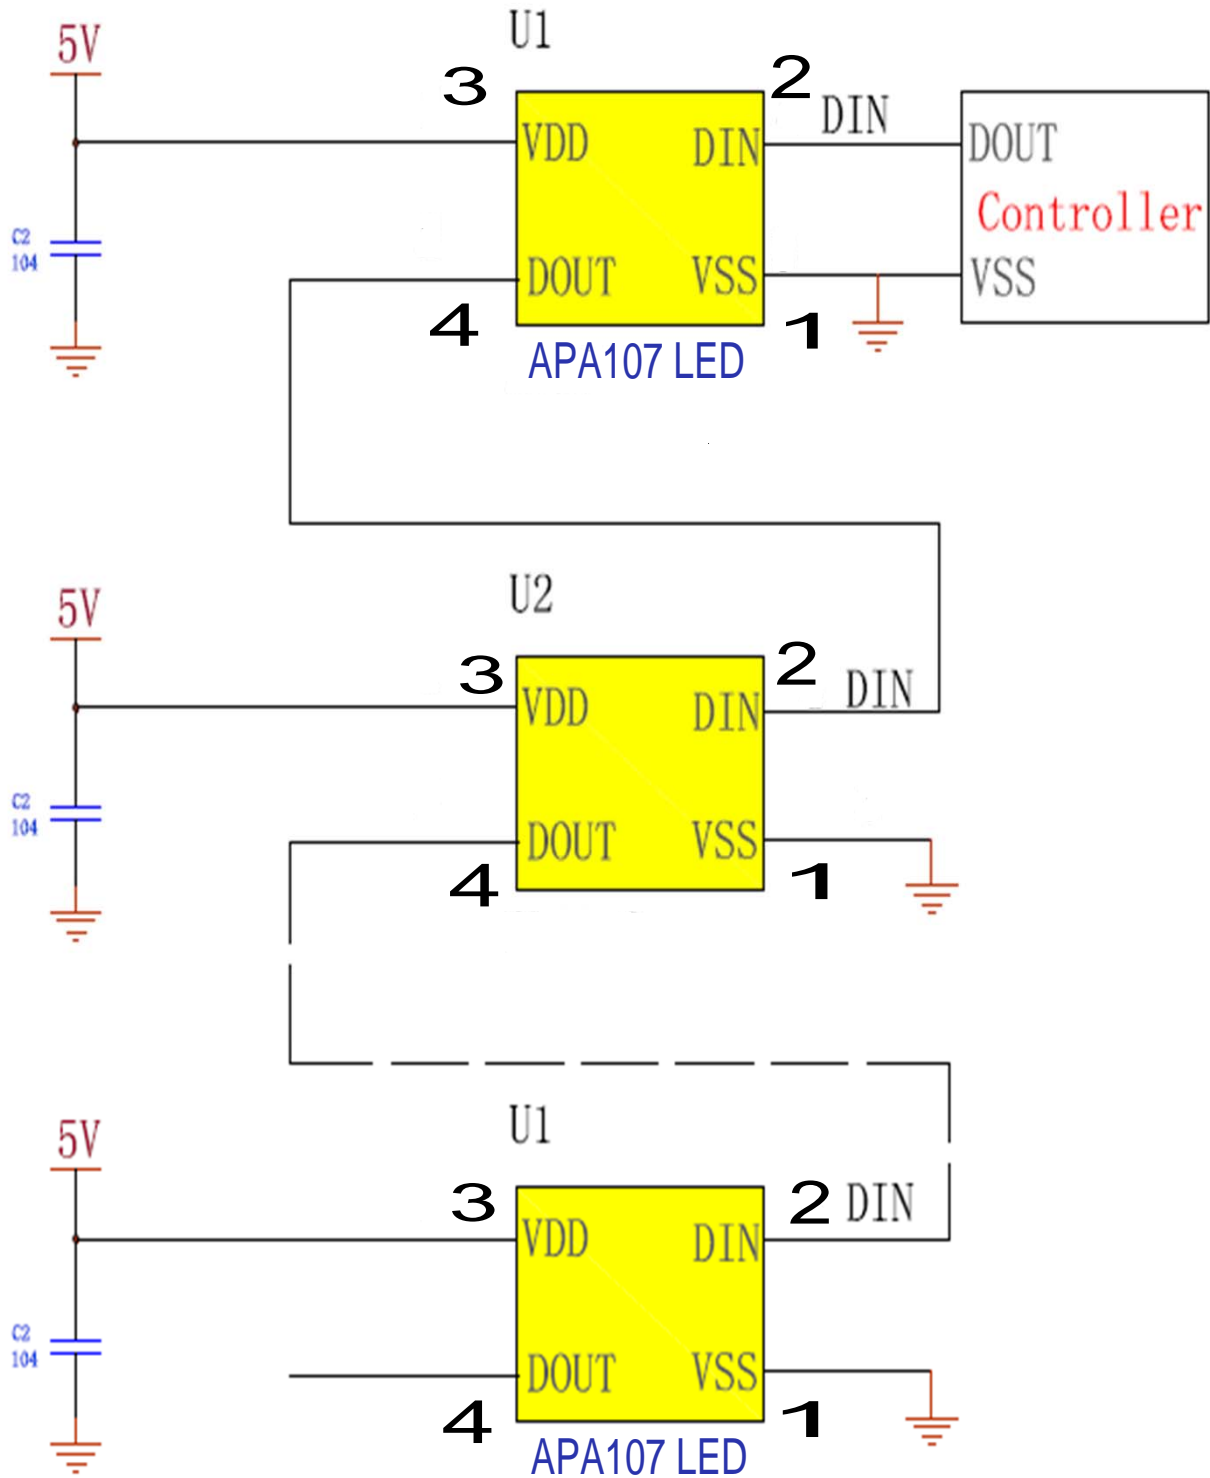 U1
5V
3
2
DIN
VDD
DIN
DOUT
Controller
C2
104
DOUT
VSS
VSS
4
1
APA107 LED
U2
5V
3
2
DIN
VDD
DIN
C2
104
DOUT
VSS
4
1
U1
5V
3
2
DIN
VDD
DIN
C2
104
DOUT
VSS
4
1
APA107 LED